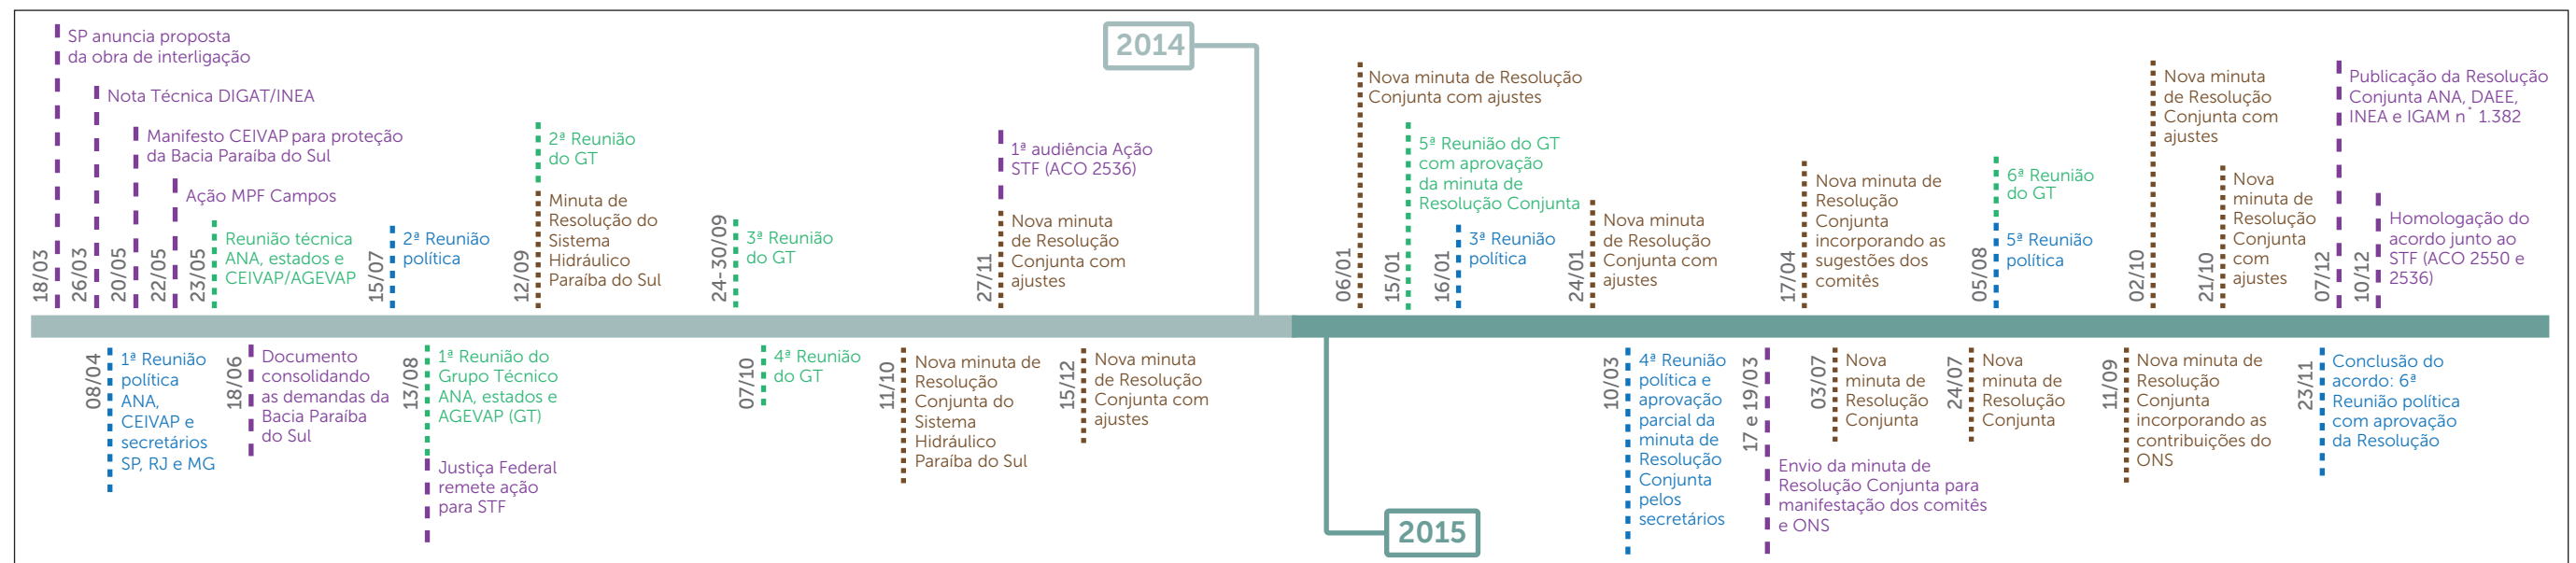 2014
18/03
SP anuncia proposta
da obra de interligação
26/03
Nota Técnica DIGAT/INEA
20/05
Manifesto CEIVAP para proteção
da Bacia Paraíba do Sul
22/05
Ação MPF Campos
23/05
Reunião técnica
ANA, estados e
CEIVAP/AGEVAP
15/07
2ª Reunião
política
12/09
2ª Reunião
do GT
Minuta de
Resolução do
Sistema
Hidráulico
Paraíba do Sul
24-30/09
3ª Reunião
do GT
27/11
1ª audiência Ação
STF (ACO 2536)
Nova minuta
de Resolução
Conjunta com
ajustes
06/01
Nova minuta de Resolução
Conjunta com ajustes
15/01
5ª Reunião do GT
com aprovação
da minuta de
Resolução Conjunta
16/01
3ª Reunião
política
24/01
Nova minuta
de Resolução
Conjunta com
ajustes
17/04
Nova minuta de
Resolução
Conjunta
incorporando as
sugestões dos
comitês
05/08
6ª Reunião
do GT
5ª Reunião
política
02/10
Nova minuta
de Resolução
Conjunta com
ajustes
21/10
Nova
minuta de
Resolução
Conjunta
com
ajustes
07/12
Publicação da Resolução
Conjunta ANA, DAEE,
INEA e IGAM n° 1.382
10/12
Homologação do
acordo junto ao
STF (ACO 2550 e
2536)
08/04
1ª Reunião
política
ANA,
CEIVAP e
secretários
SP, RJ e MG
18/06
Documento
consolidando
as demandas da
Bacia Paraíba
do Sul
13/08
1ª Reunião do
Grupo Técnico
ANA, estados e
AGEVAP (GT)
Justiça Federal
remete ação
para STF
07/10
4ª Reunião
do GT
11/10
Nova minuta de
Resolução
Conjunta do
Sistema
Hidráulico
Paraíba do Sul
15/12
Nova minuta
de Resolução
Conjunta com
ajustes
2015
10/03
4ª Reunião
política e
aprovação
parcial da
minuta de
Resolução
Conjunta
pelos
secretários
17 e 19/03
Envio da minuta de
Resolução Conjunta para
manifestação dos comitês
e ONS
03/07
Nova
minuta de
Resolução
Conjunta
24/07
Nova
minuta de
Resolução
Conjunta
11/09
Nova minuta de
Resolução
Conjunta
incorporando as
contribuições do
ONS
23/11
Conclusão do
acordo: 6ª
Reunião política
com aprovação
da Resolução